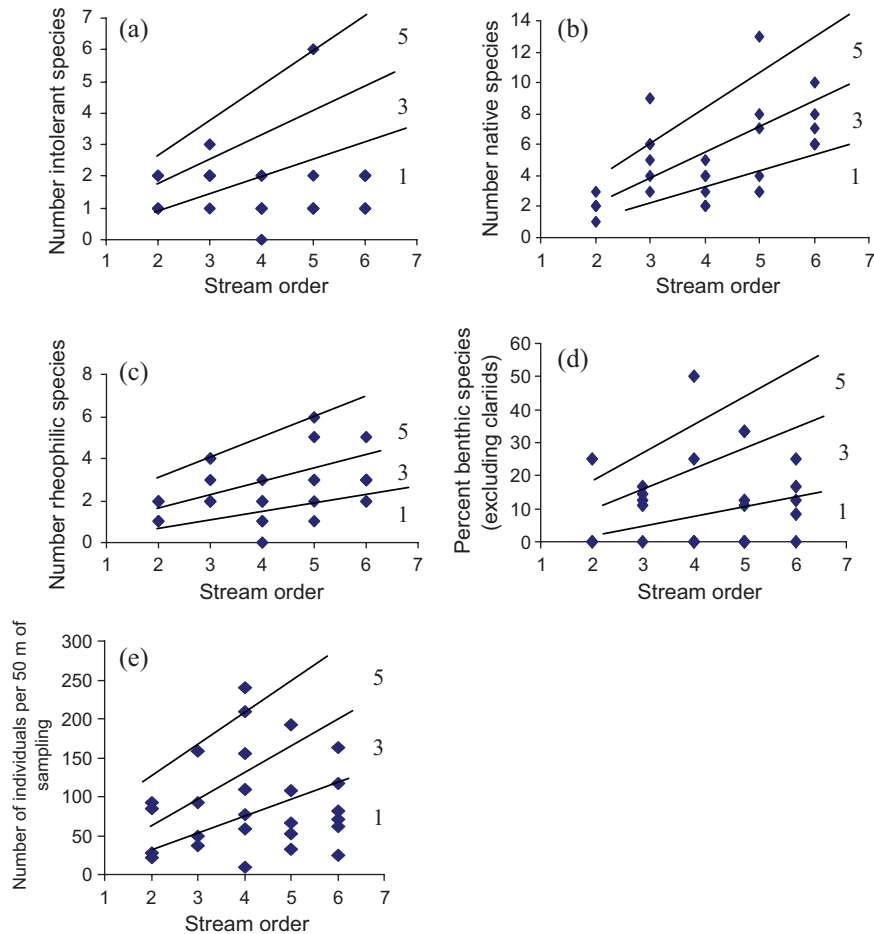 (a)
Number intolerant species
7
6
5
4
3
2
1
0
5
3
1
1 2 3 4 5 6 7
Stream order
(b)
Number native species
14
12
10
8
6
4
2
0
5
3
1
1 2 3 4 5 6 7
Stream order
(c)
Number rheophilic species
8
6
4
2
0
5
3
1
1 2 3 4 5 6 7
Stream order
(d)
Percent benthic species
(excluding clariids)
60
50
40
30
20
10
0
5
3
1
1 2 3 4 5 6 7
Stream order
(e)
Number of individuals per 50 m of
sampling
300
250
200
150
100
50
0
5
3
1
1 2 3 4 5 6 7
Stream order